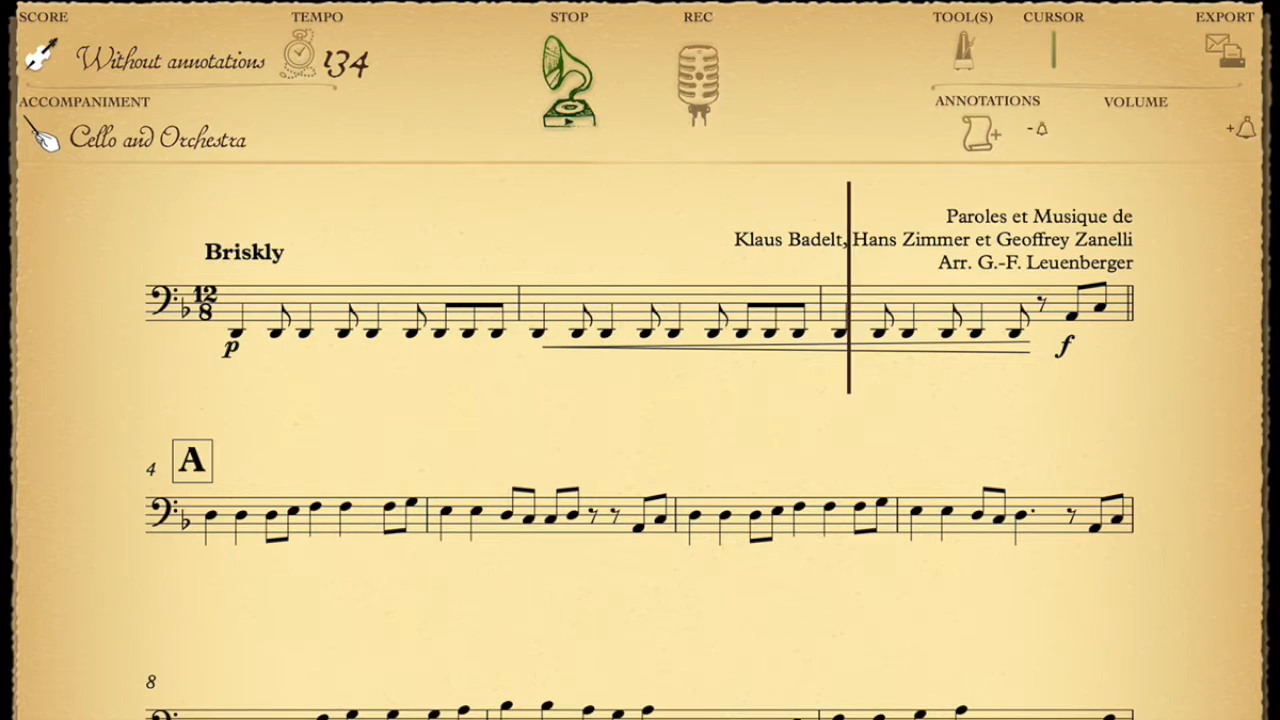 SCORE
TEMPO
STOP
REC
TOOL(S)
CURSOR
EXPORT
Without annotations
134
ACCOMPANIMENT
ANNOTATIONS
VOLUME
Cello and Orchestra
Paroles et Musique de
Klaus Badelt, Hans Zimmer et Geoffrey Zanelli
Arr. G.-F. Leuenberger
Briskly
12
8
p
f
A
4
8